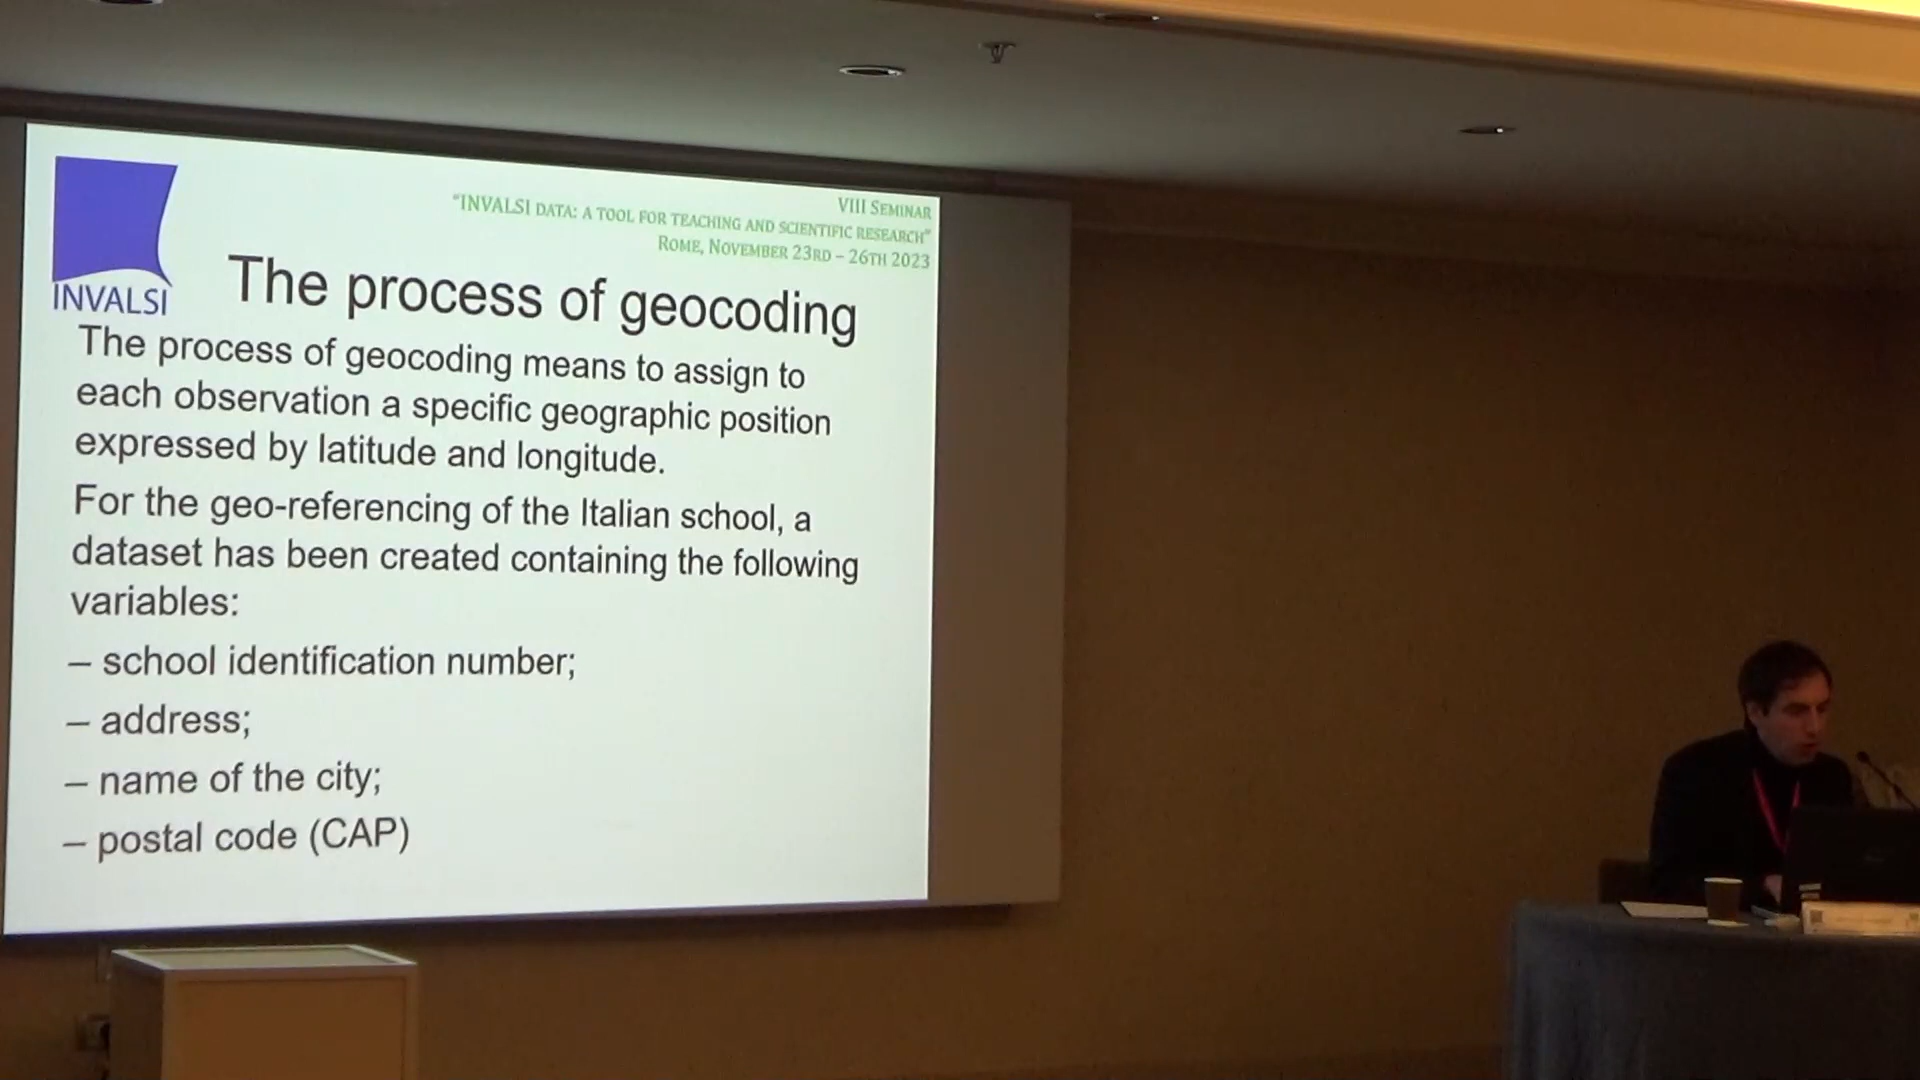 VIII SEMINAR
"INVALSI DATA: A TOOL FOR TEACHING AND SCIENTIFIC RESEARCH"
ROME, NOVEMBER 23RD – 26TH 2023
INVALSI
The process of geocoding
The process of geocoding means to assign to
each observation a specific geographic position
expressed by latitude and longitude.
For the geo-referencing of the Italian school, a
dataset has been created containing the following
variables:
– school identification number;
– address;
– name of the city;
– postal code (CAP)